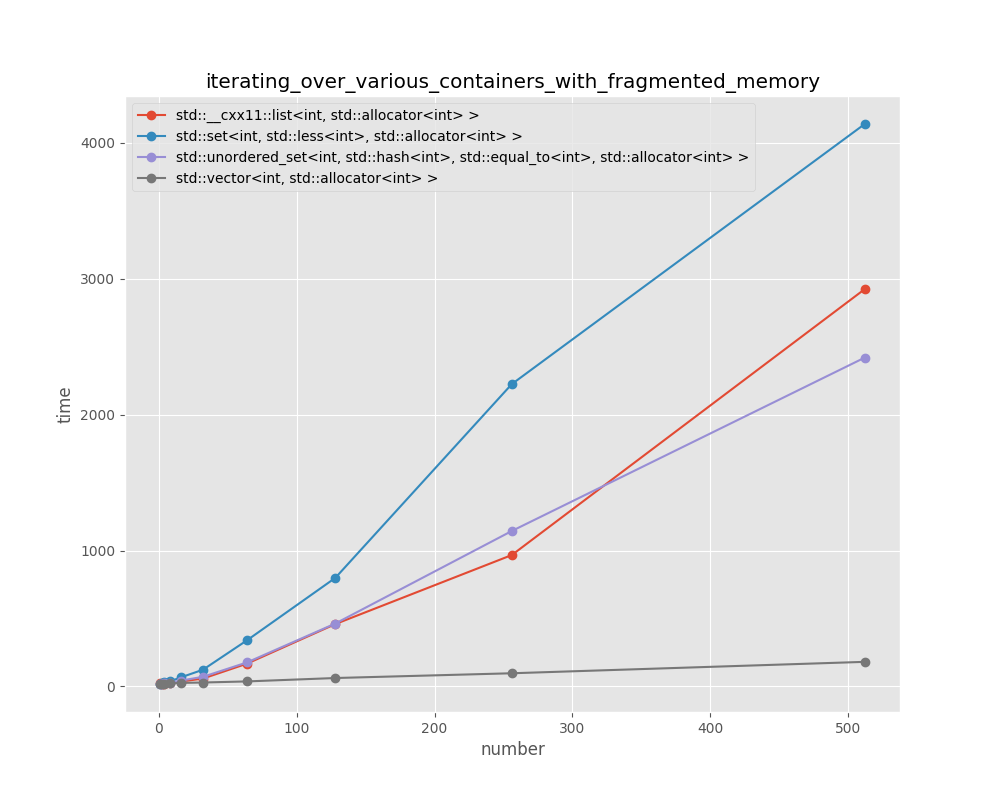 iterating_over_various_containers_with_fragmented_memory
std::__cxx11::list<int, std::allocator<int> >
std::set<int, std::less<int>, std::allocator<int> >
std::unordered_set<int, std::hash<int>, std::equal_to<int>, std::allocator<int> >
std::vector<int, std::allocator<int> >
4000
3000
2000
1000
0
time
0 100 200 300 400 500
number